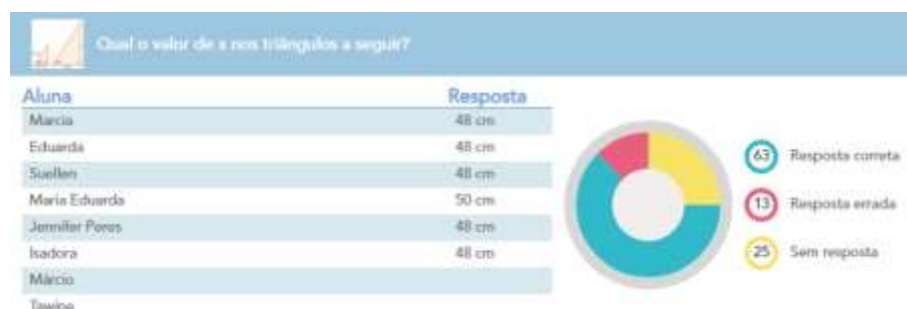 Qual o valor de x nos triângulos a seguir?
Aluna Resposta
Marcia 48 cm
Eduarda 48 cm
Suellen 48 cm
Maria Eduarda 50 cm
Jennifer Peres 48 cm
Isadora 48 cm
Márcio
63 Resposta correta
13 Resposta errada
25 Sem resposta